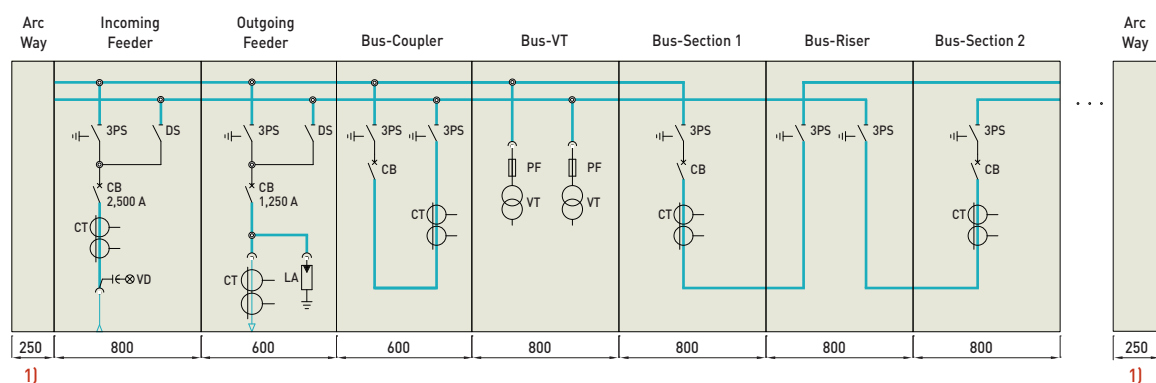 Arc
Way
Incoming
Feeder
Outgoing
Feeder
Bus-Coupler
Bus-VT
Bus-Section 1
Bus-Riser
Bus-Section 2
Arc
Way
3PS
DS
3PS
DS
3PS
3PS
3PS
3PS
3PS
3PS
CB
2,500 A
CB
1,250 A
CB
PF
PF
CB
CB
VT
VT
CT
CT
CT
CT
CT
VD
LA
...
250
800
600
600
800
800
800
800
250
1)
1)